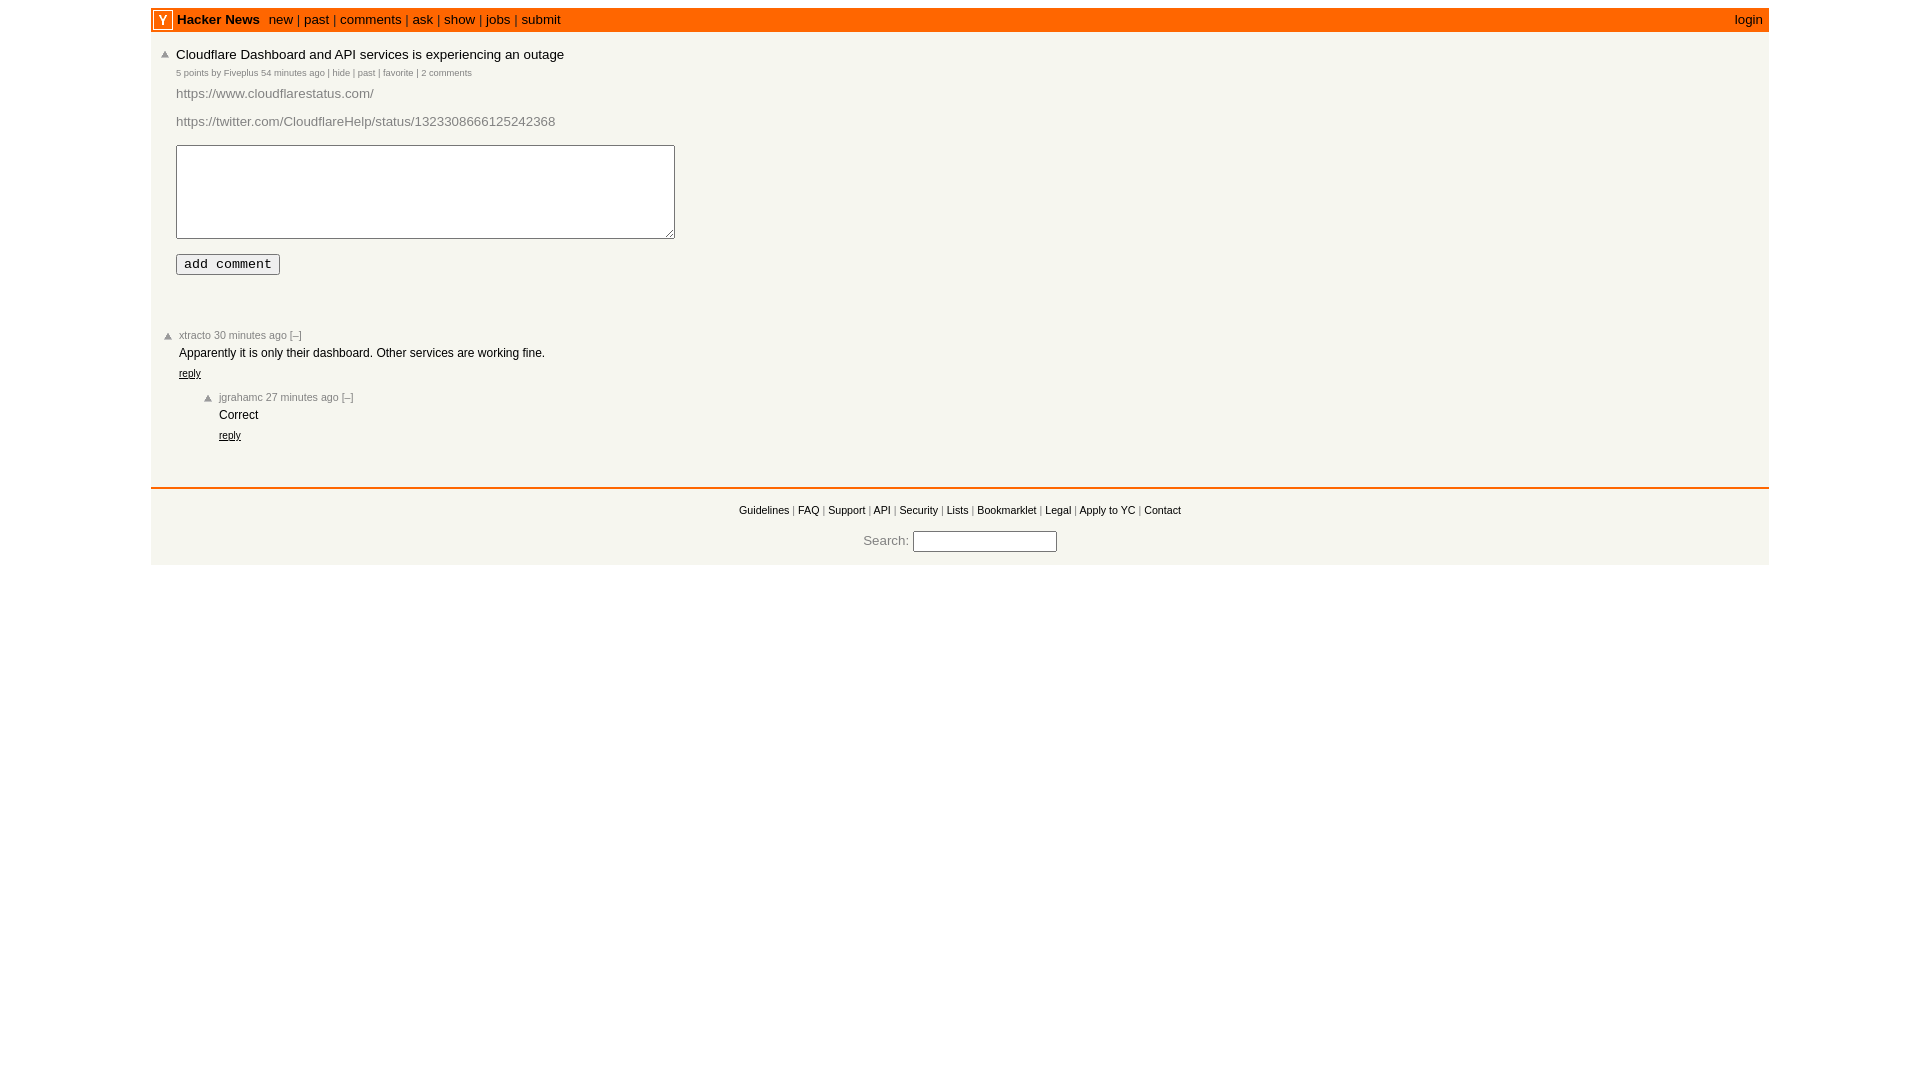 Y Hacker News new | past | comments | ask | show | jobs | submit login
Cloudflare Dashboard and API services is experiencing an outage
5 points by Fiveplus 54 minutes ago | hide | past | favorite | 2 comments
https://www.cloudflarestatus.com/
https://twitter.com/CloudflareHelp/status/1323308666125242368
add comment
xtracto 30 minutes ago [–]
Apparently it is only their dashboard. Other services are working fine.
reply
jgrahamc 27 minutes ago [–]
Correct
reply
Guidelines | FAQ | Support | API | Security | Lists | Bookmarklet | Legal | Apply to YC | Contact
Search: